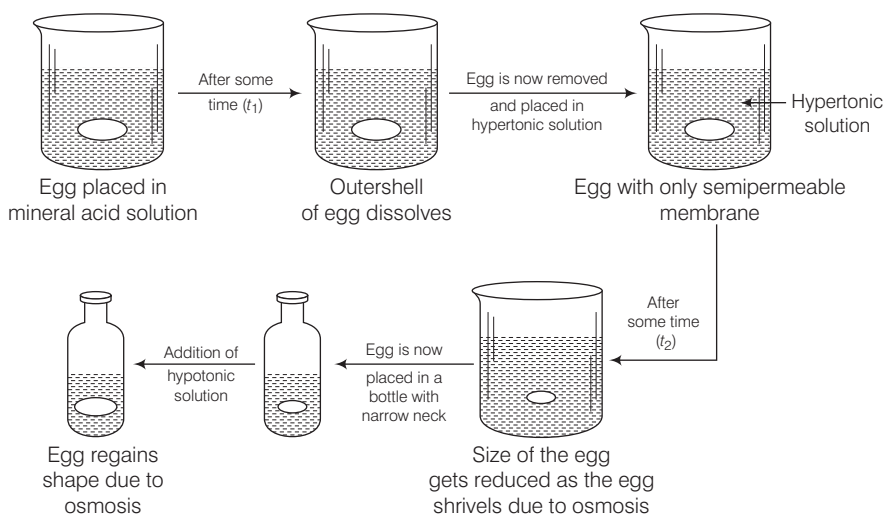 After some
time (t1)
Egg is now removed
and placed in
hypertonic solution
Hypertonic
solution
Egg placed in
mineral acid solution
Outershell
of egg dissolves
Egg with only semipermeable
membrane
After
some time
(t2)
Egg is now
placed in a
bottle with
narrow neck
Addition of
hypotonic
solution
Egg regains
shape due to
osmosis
Size of the egg
gets reduced as the egg
shrivels due to osmosis